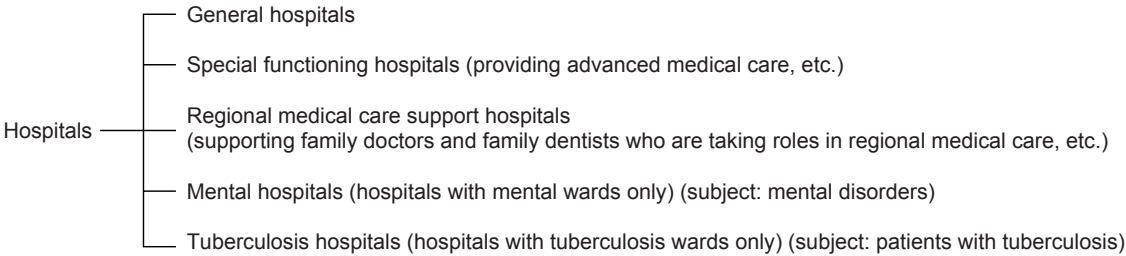 General hospitals
Special functioning hospitals (providing advanced medical care, etc.)
Hospitals
Regional medical care support hospitals
(supporting family doctors and family dentists who are taking roles in regional medical care, etc.)
Mental hospitals (hospitals with mental wards only) (subject: mental disorders)
Tuberculosis hospitals (hospitals with tuberculosis wards only) (subject: patients with tuberculosis)